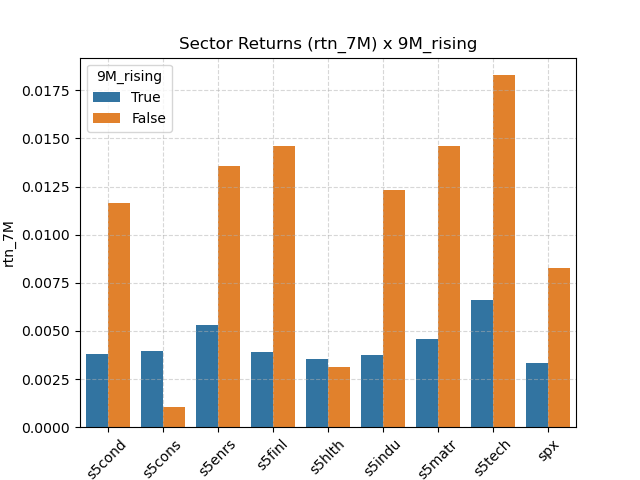 Sector Returns (rtn_7M) x 9M_rising
9M_rising
True
False
rtn_7M
0.0175
0.0150
0.0125
0.0100
0.0075
0.0050
0.0025
0.0000
s5cond
s5cons
s5enrs
s5finl
s5hlth
s5indu
s5matr
s5tech
spx